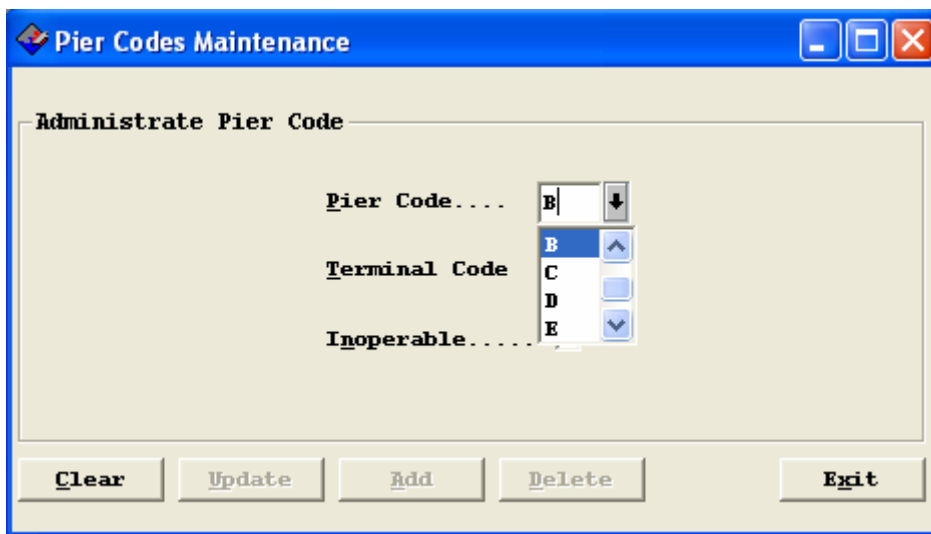 Pier Codes Maintenance
Administrate Pier Code
Pier Code.... B
B
Terminal Code C
D
Inoperable..... E
Clear Update Add Delete Exit